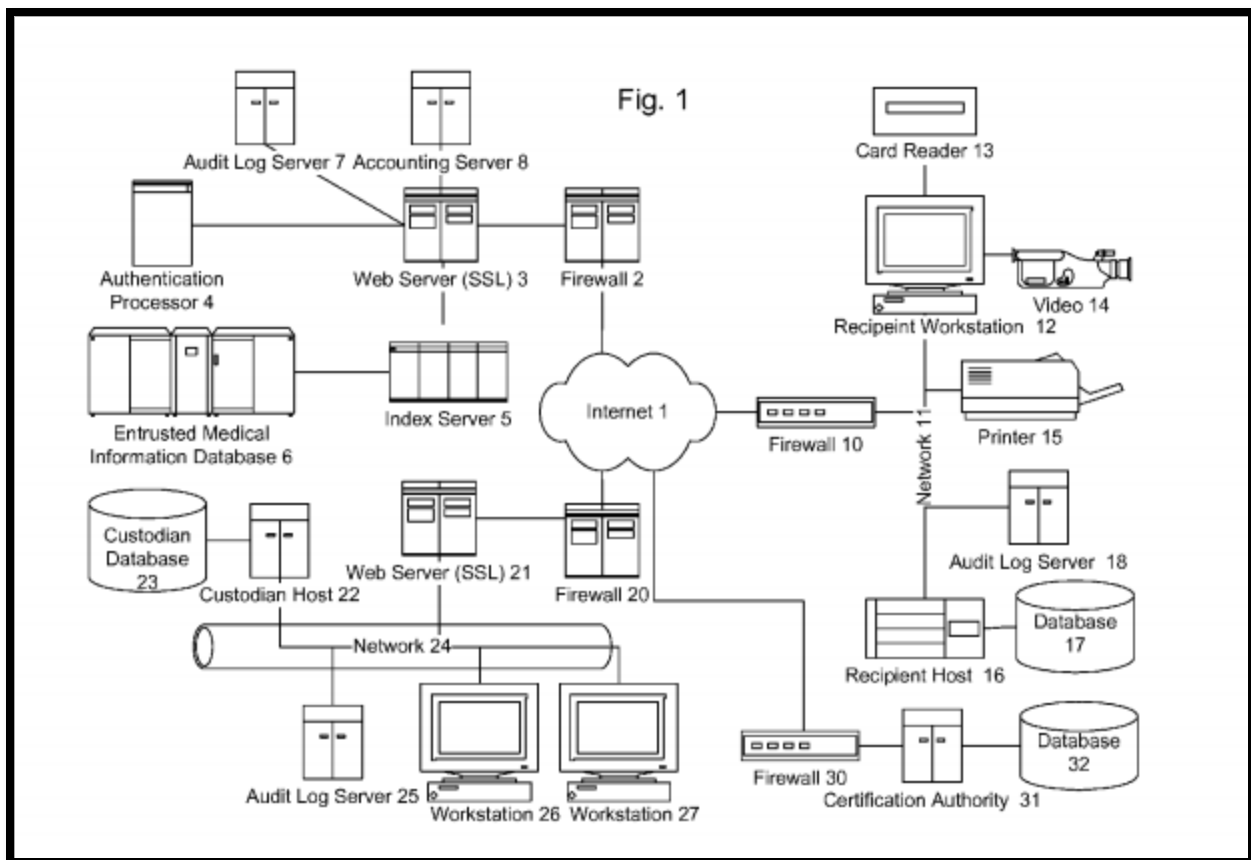 Fig. 1
Audit Log Server 7
Accounting Server 8
Card Reader 13
Authentication
Processor 4
Web Server (SSL) 3
Firewall 2
Video 14
Recipeint Workstation 12
Entrusted Medical
Information Database 6
Index Server 5
Internet 1
Firewall 10
Network 11
Printer 15
Custodian
Database
23
Custodian Host 22
Web Server (SSL) 21
Firewall 20
Audit Log Server 18
Network 24
Recipient Host 16
Database
17
Audit Log Server 25
Workstation 26
Workstation 27
Firewall 30
Certification Authority 31
Database
32